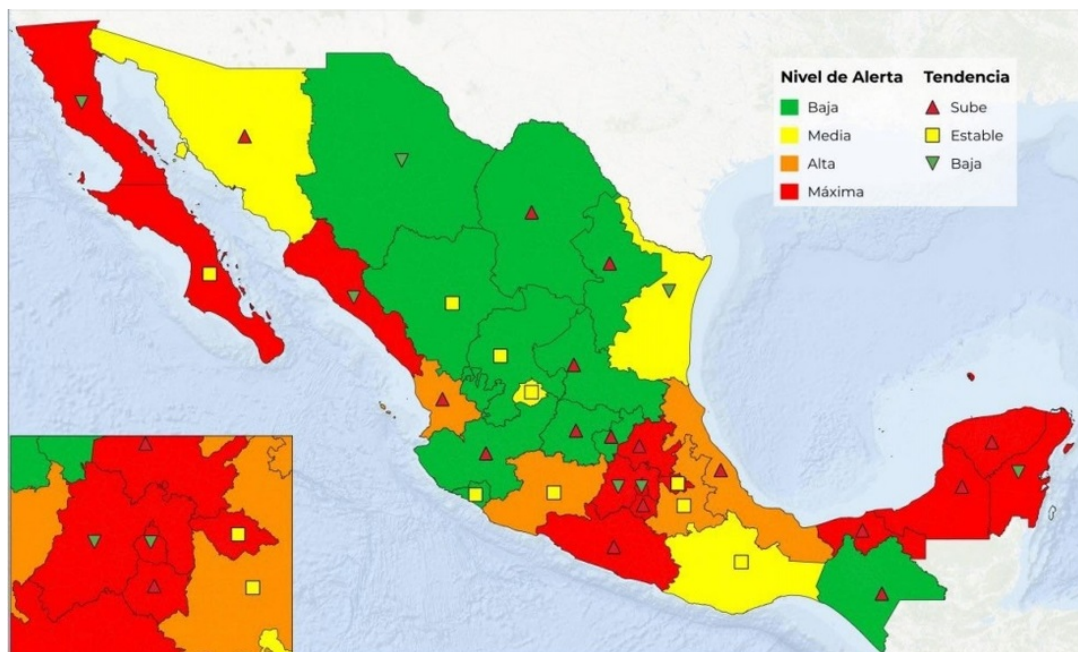 Nivel de Alerta
Baja
Media
Alta
Máxima
Tendencia
Sube
Estable
Baja